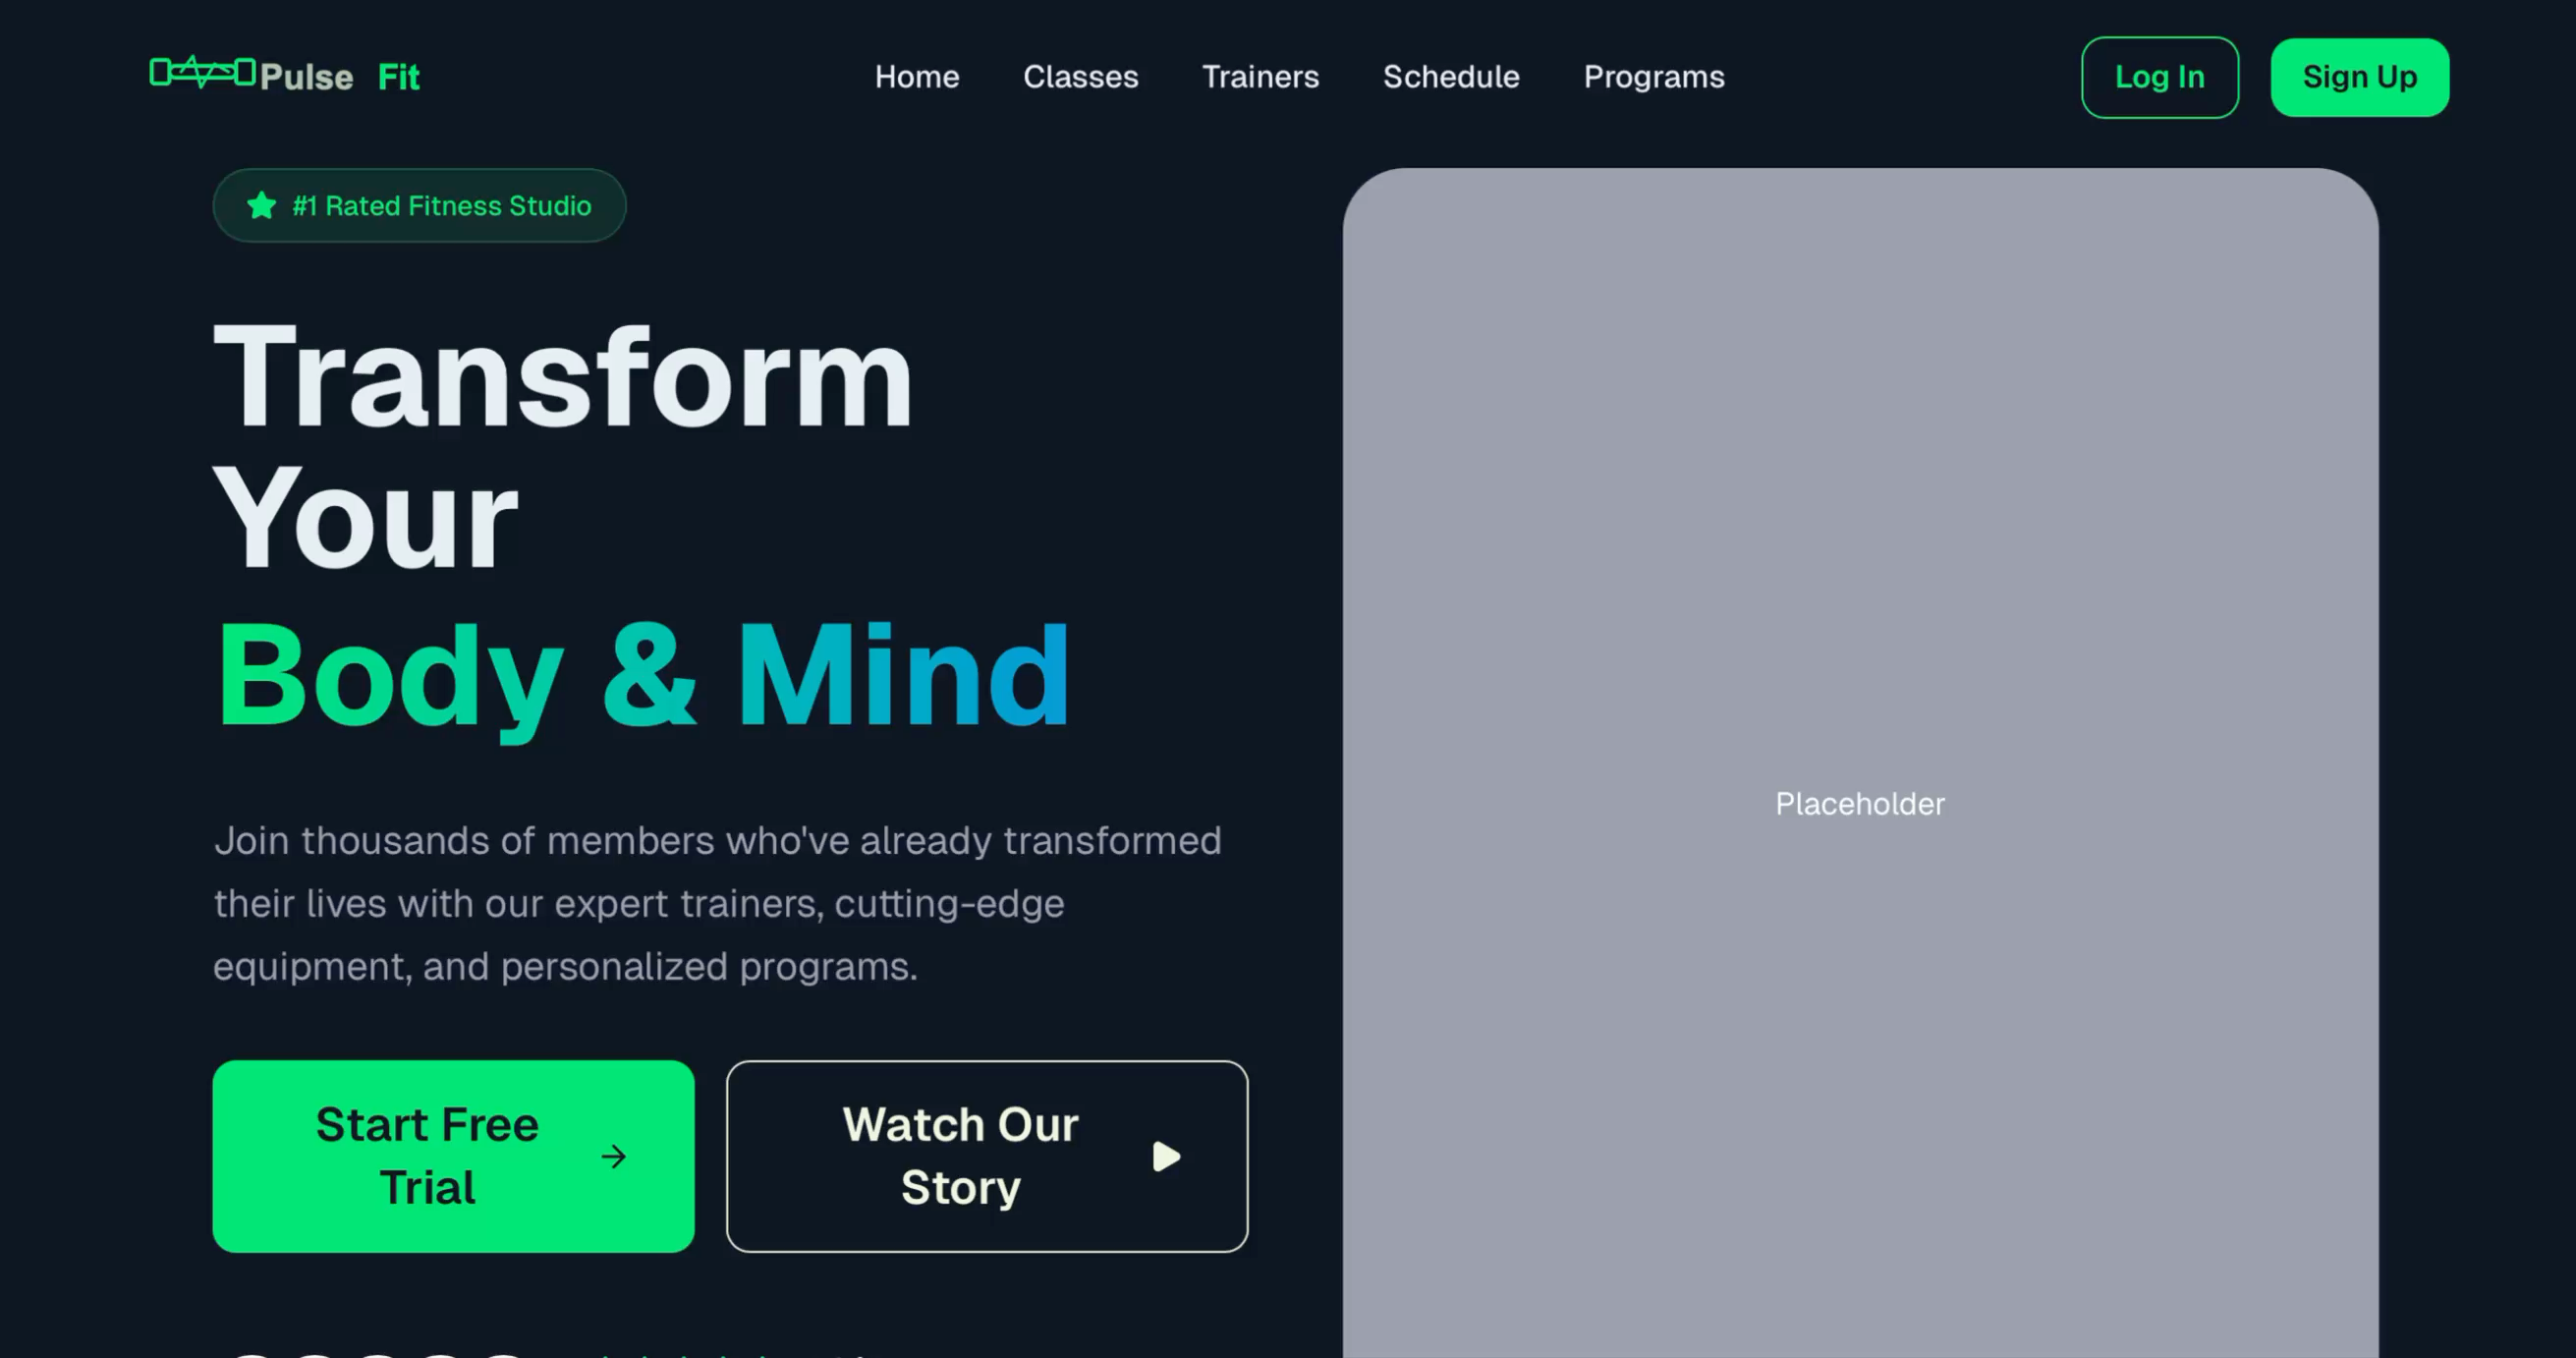 Pulse Fit
Home Classes Trainers Schedule Programs
Log In Sign Up
#1 Rated Fitness Studio
Transform
Your
Body & Mind
Join thousands of members who've already transformed
their lives with our expert trainers, cutting-edge
equipment, and personalized programs.
Start Free
Trial
Watch Our
Story
Placeholder